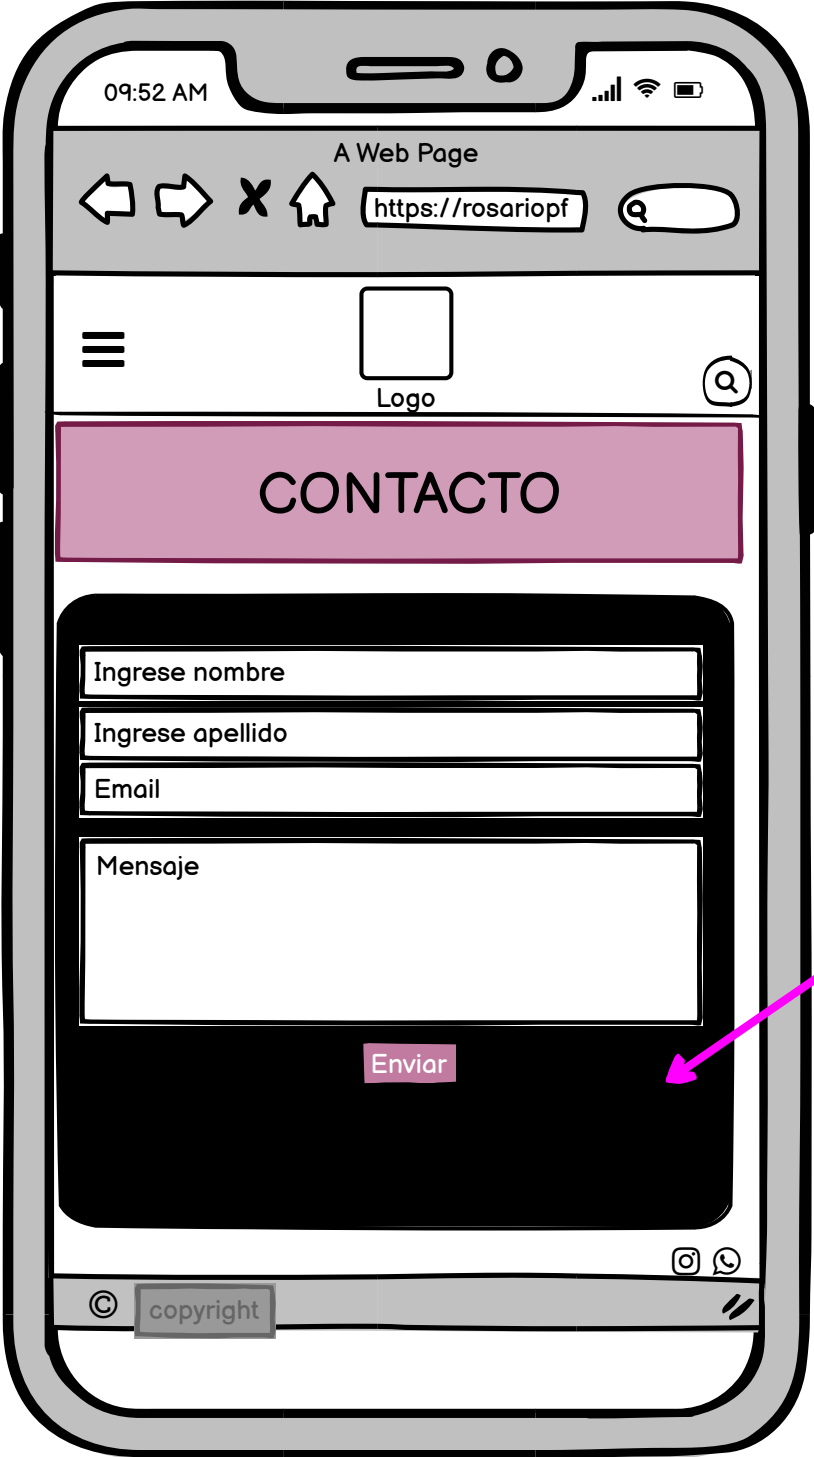 09:52 AM
A Web Page
https://rosariopf
Logo
CONTACTO
Ingrese nombre
Ingrese apellido
Email
Mensaje
Enviar
© copyright